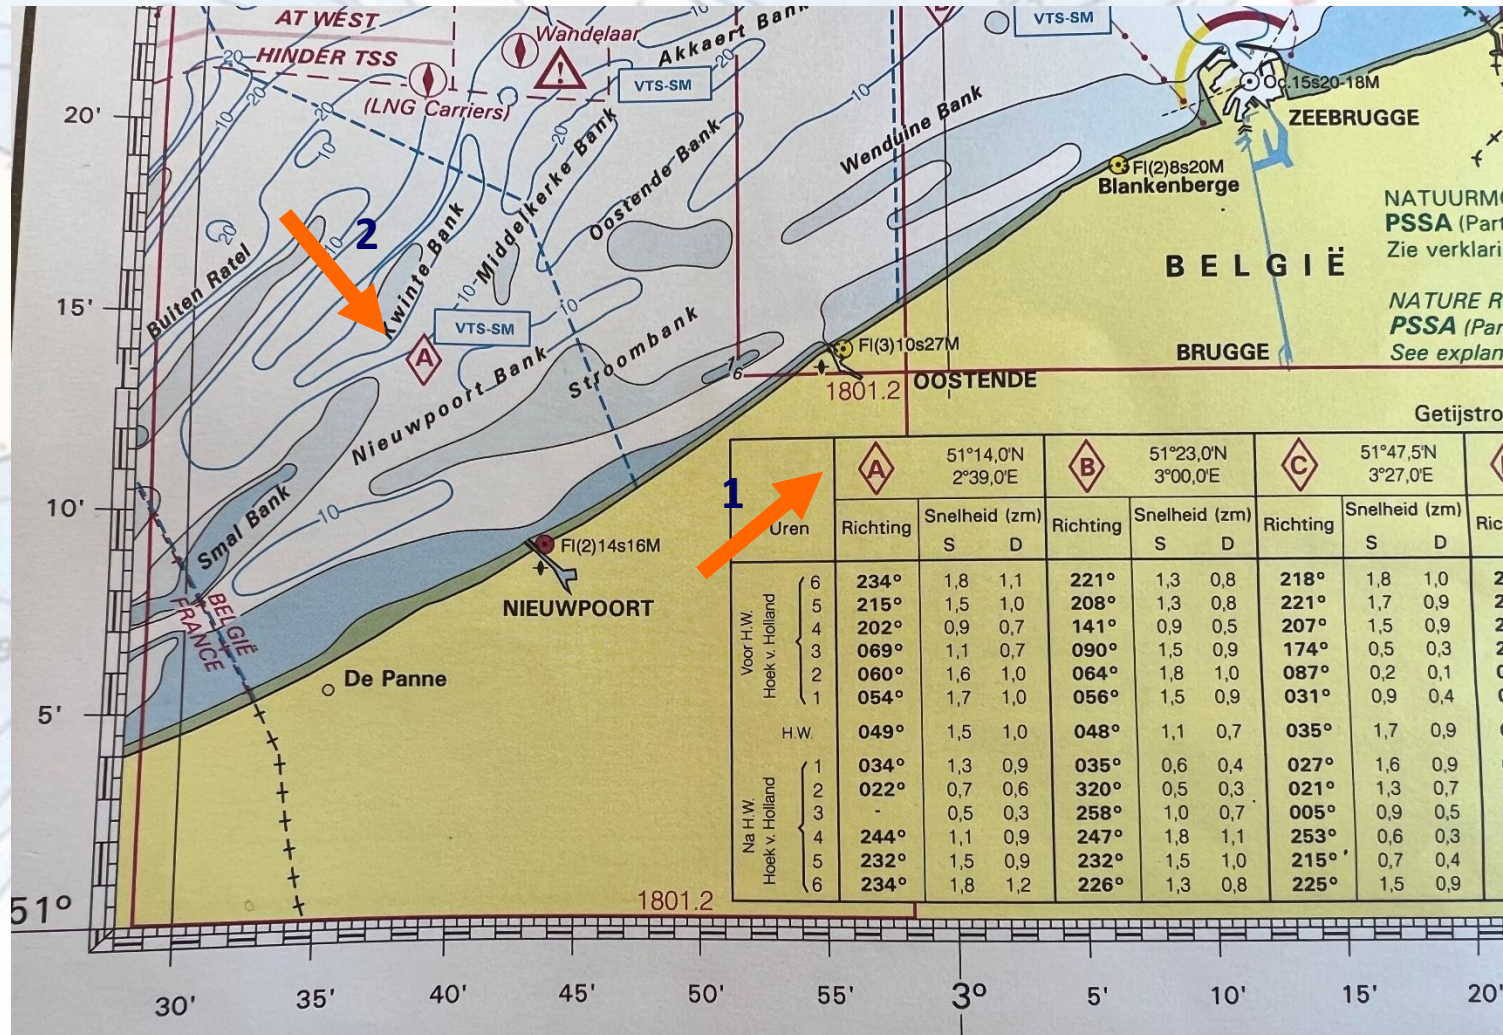 AT WEST
HINDER TSS
(LNG Carriers)
Wandelaar
Akkaert Bank
VTS-SM
VTS-SM
Oc.15s20-18M
ZEEBRUGGE
Wenduine Bank
Fl(2)8s20M
Blankenberge
Middelkerke Bank
Oostende Bank
Kwinte Bank
Buiten Ratel
2
A
VTS-SM
BELGIË
PSSA
Zie
NATURE
PSSA
See
BRUGGE
Fl(3)10s27M
OOSTENDE
1801.2
Nieuwpoort Bank
Stroombank
Smal Bank
Fl(2)14s16M
NIEUWPOORT
BELGIË
FRANCE
De Panne
1
A 51°14,0'N 2°39,0'E B 51°23,0'N 3°00,0'E C 51°47,5'N 3°27,0'E
Uren Richting Snelheid (zm) Richting Snelheid (zm) Richting Snelheid (zm)
S D S D S D
Voor H.W. Hoek v. Holland
6 234° 1,8 1,1 221° 1,3 0,8 218° 1,8 1,0
5 215° 1,5 1,0 208° 1,3 0,8 221° 1,7 0,9
4 202° 0,9 0,7 141° 0,9 0,5 207° 1,5 0,9
3 069° 1,1 0,7 090° 1,5 0,9 174° 0,5 0,3
2 060° 1,6 1,0 064° 1,8 1,0 087° 0,2 0,1
1 054° 1,7 1,0 056° 1,5 0,9 031° 0,9 0,4
H.W. 049° 1,5 1,0 048° 1,1 0,7 035° 1,7 0,9
Na H.W. Hoek v. Holland
1 034° 1,3 0,9 035° 0,6 0,4 027° 1,6 0,9
2 022° 0,7 0,6 320° 0,5 0,3 021° 1,3 0,7
3 - 0,5 0,3 258° 1,0 0,7 005° 0,9 0,5
4 244° 1,1 0,9 247° 1,8 1,1 253° 0,6 0,3
5 232° 1,5 0,9 232° 1,5 1,0 215° 0,7 0,4
6 234° 1,8 1,2 226° 1,3 0,8 225° 1,5 0,9
1801.2
20'
15'
10'
5'
51°
30' 35' 40' 45' 50' 55' 3° 5' 10' 15' 20'